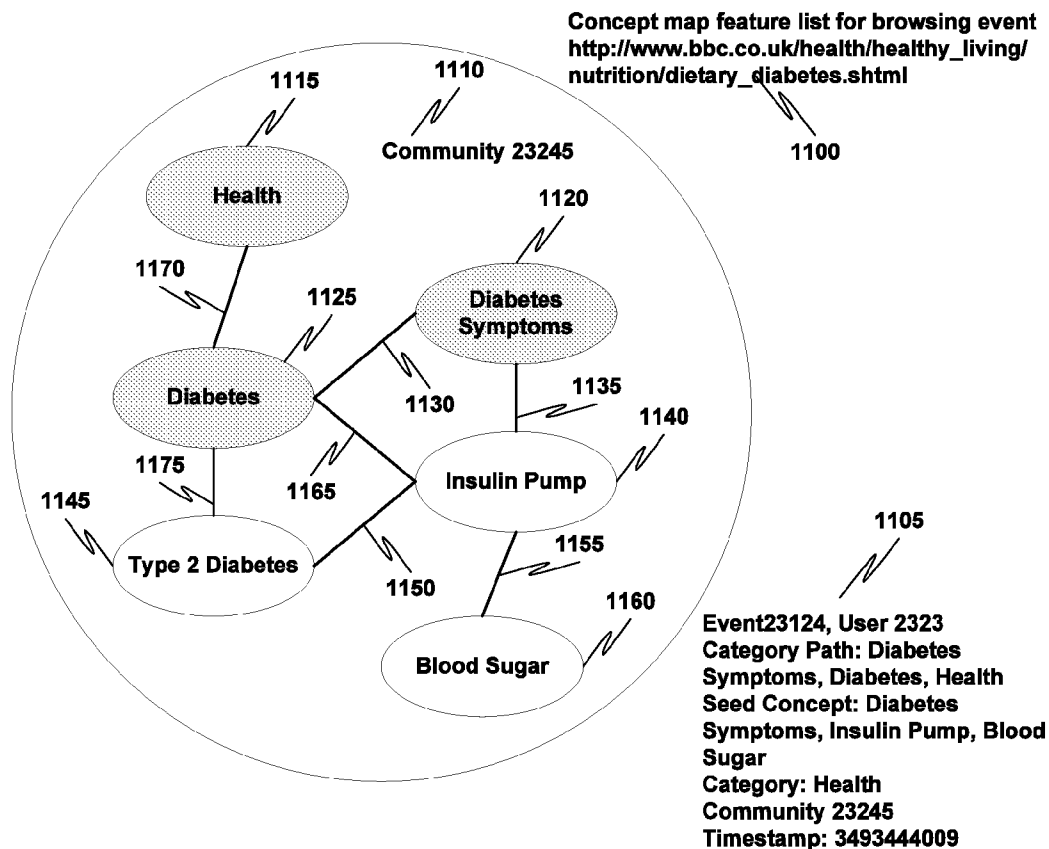 Concept map feature list for browsing event
http://www.bbc.co.uk/health/healthy_living/
nutrition/dietary_diabetes.shtml
1100
1110
Community 23245
1115
Health
1120
Diabetes
Symptoms
1170
1125
Diabetes
1130
1135
1140
Insulin Pump
1175
1165
1145
Type 2 Diabetes
1150
1155
1160
Blood Sugar
1105
Event23124, User 2323
Category Path: Diabetes
Symptoms, Diabetes, Health
Seed Concept: Diabetes
Symptoms, Insulin Pump, Blood
Sugar
Category: Health
Community 23245
Timestamp: 3493444009